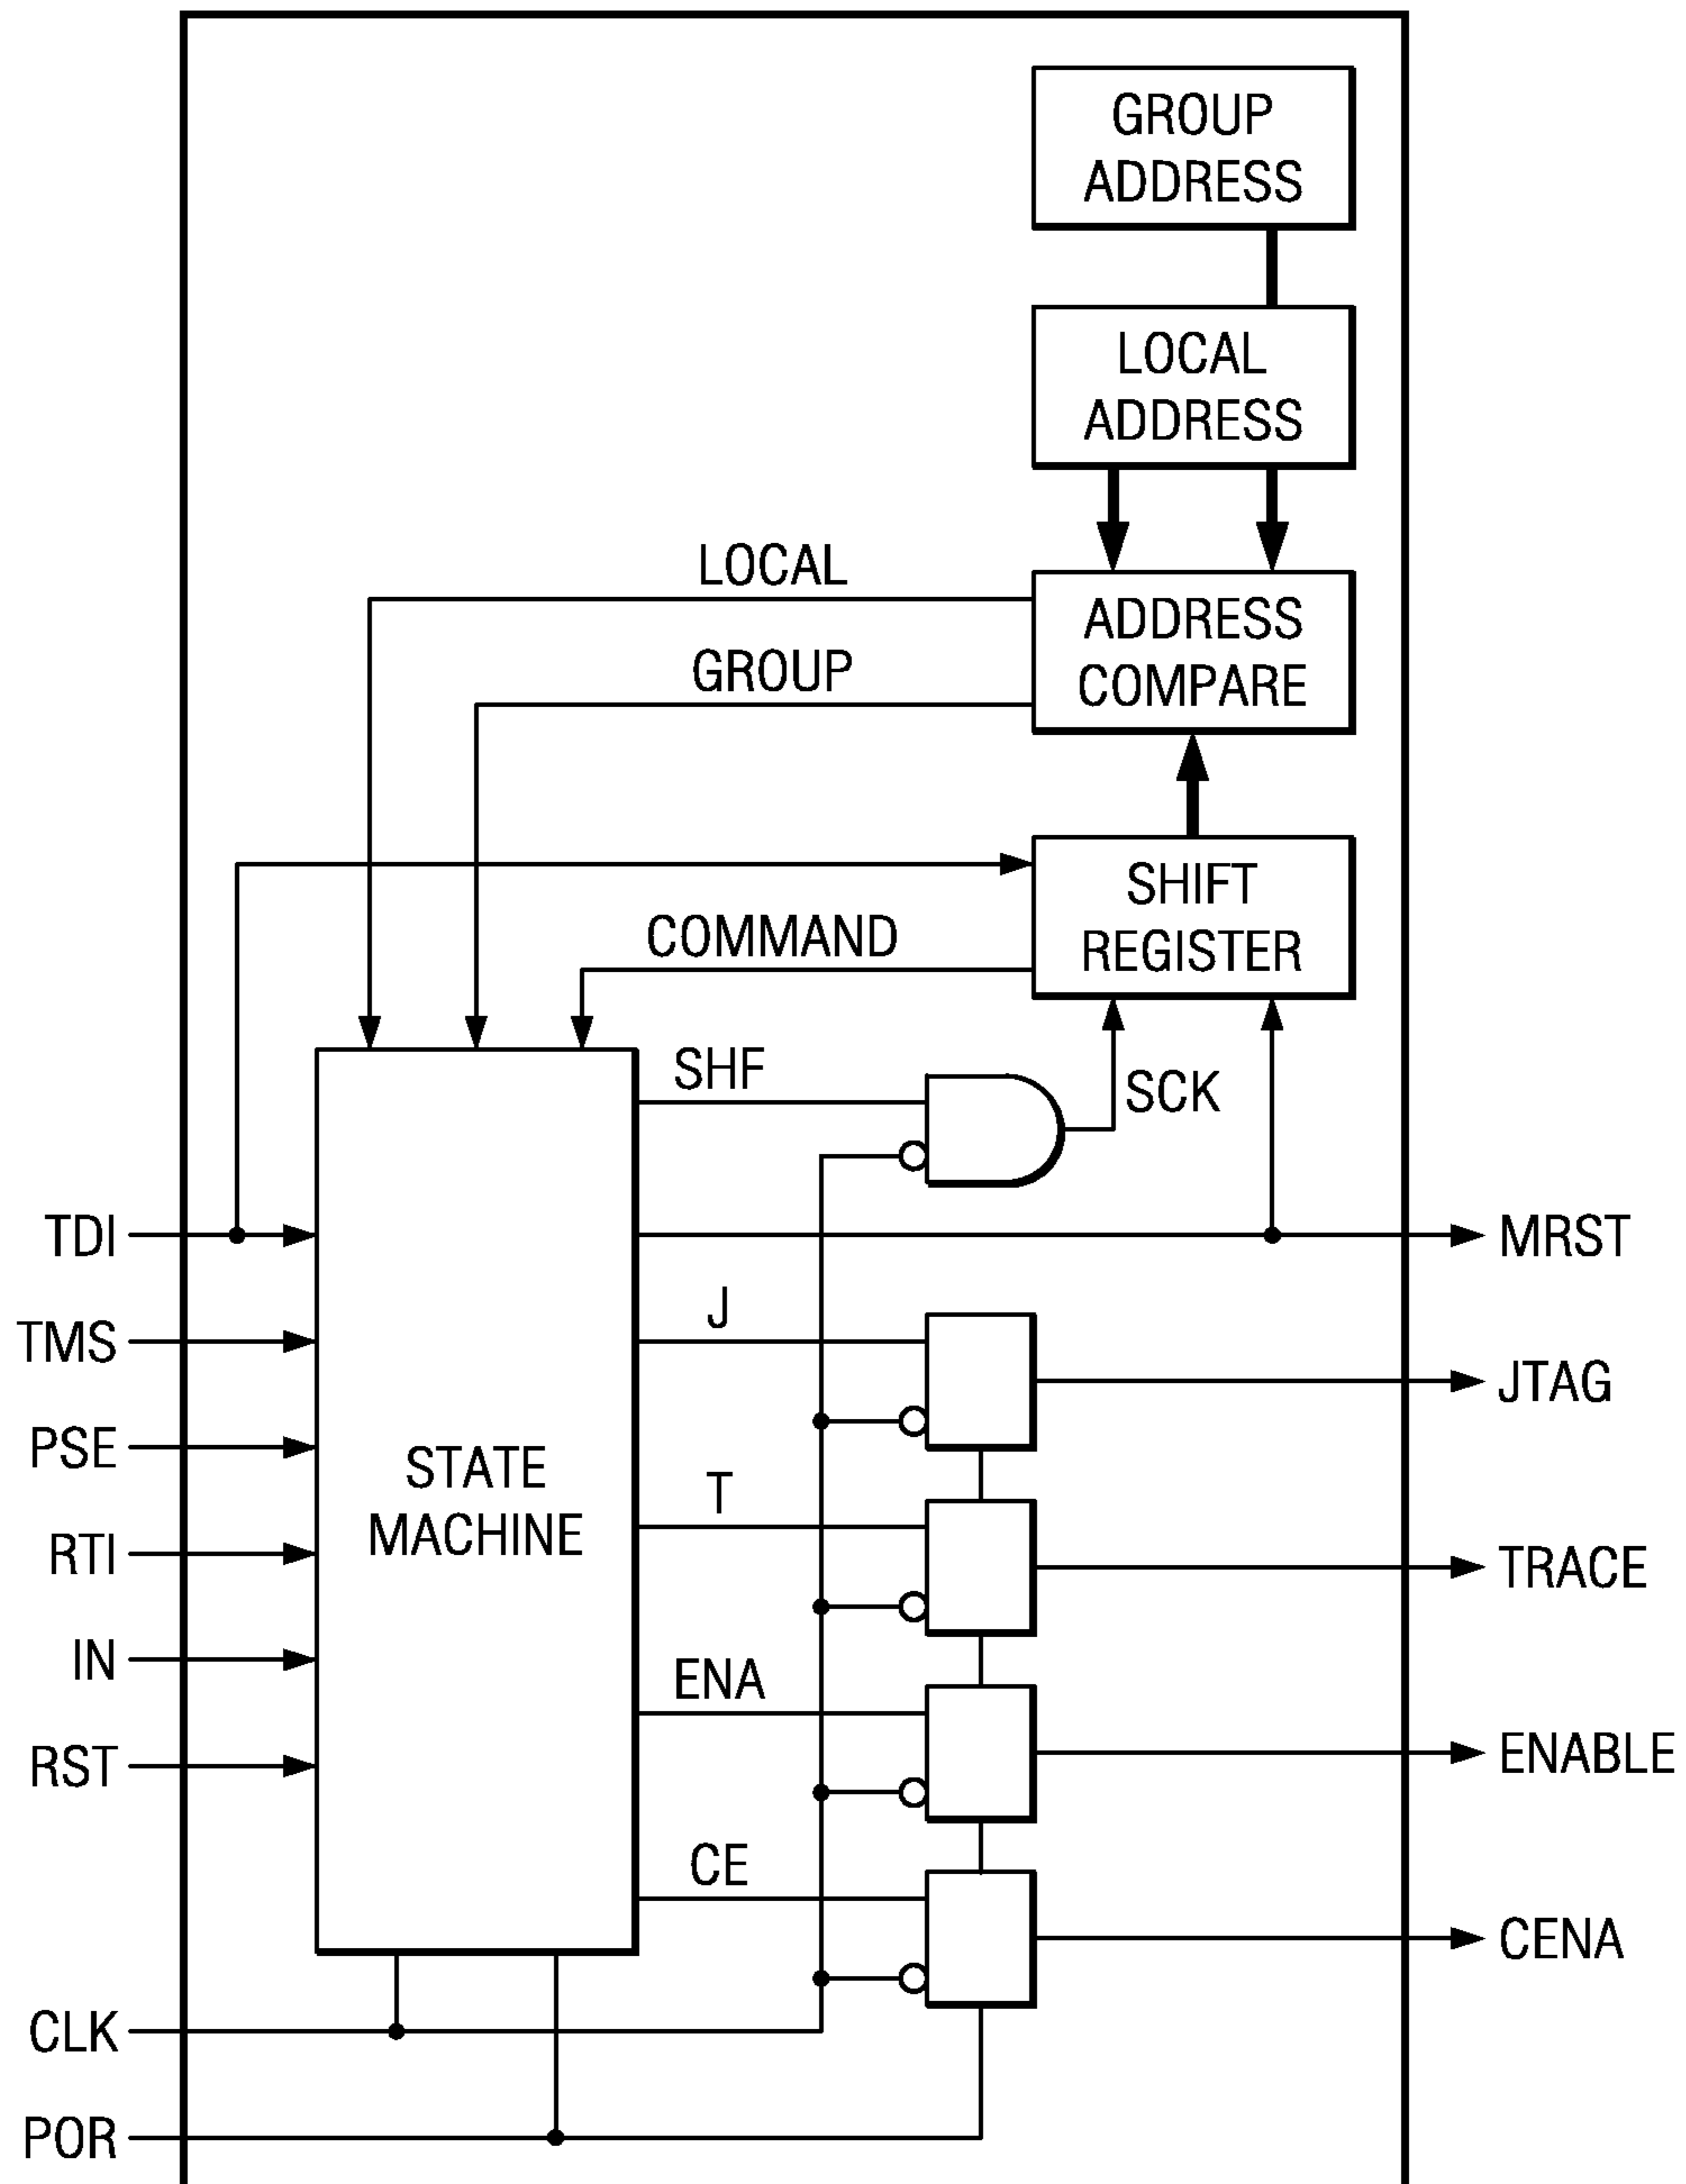 GROUP
ADDRESS
LOCAL
ADDRESS
LOCAL
ADDRESS
COMPARE
GROUP
SHIFT
REGISTER
COMMAND
SHF
SCK
TDI
MRST
J
TMS
JTAG
PSE
STATE
MACHINE
T
RTI
TRACE
IN
ENA
RST
ENABLE
CE
CENA
CLK
POR